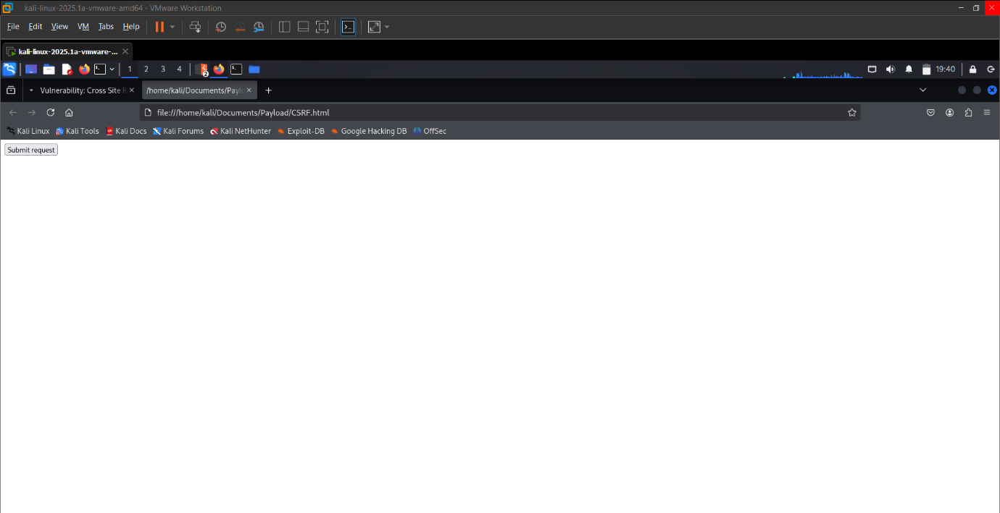 kali-linux-2025.1a-vmware-amd64 - VMware Workstation
File Edit View VM Tabs Help
kali-linux-2025.1a-vmware-...
1 2 3 4 2 19:40
Vulnerability: Cross Site R /home/kali/Documents/Paylo
file:///home/kali/Documents/Payload/CSRF.html
Kali Linux Kali Tools Kali Docs Kali Forums Kali NetHunter Exploit-DB Google Hacking DB OffSec
Submit request